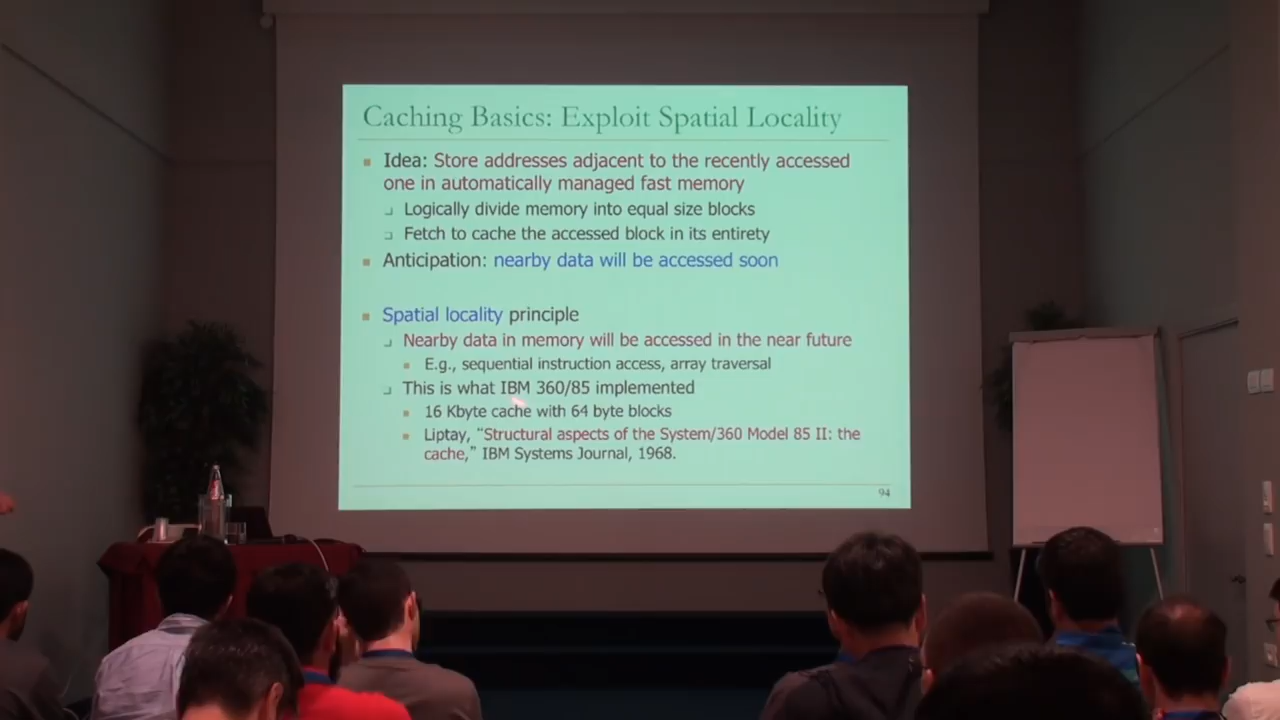 Caching Basics: Exploit Spatial Locality
Idea: Store addresses adjacent to the recently accessed
one in automatically managed fast memory
Logically divide memory into equal size blocks
Fetch to cache the accessed block in its entirety
Anticipation: nearby data will be accessed soon
Spatial locality principle
Nearby data in memory will be accessed in the near future
E.g., sequential instruction access, array traversal
This is what IBM 360/85 implemented
16 Kbyte cache with 64 byte blocks
Liptay, “Structural aspects of the System/360 Model 85 II: the
cache,” IBM Systems Journal, 1968.
94